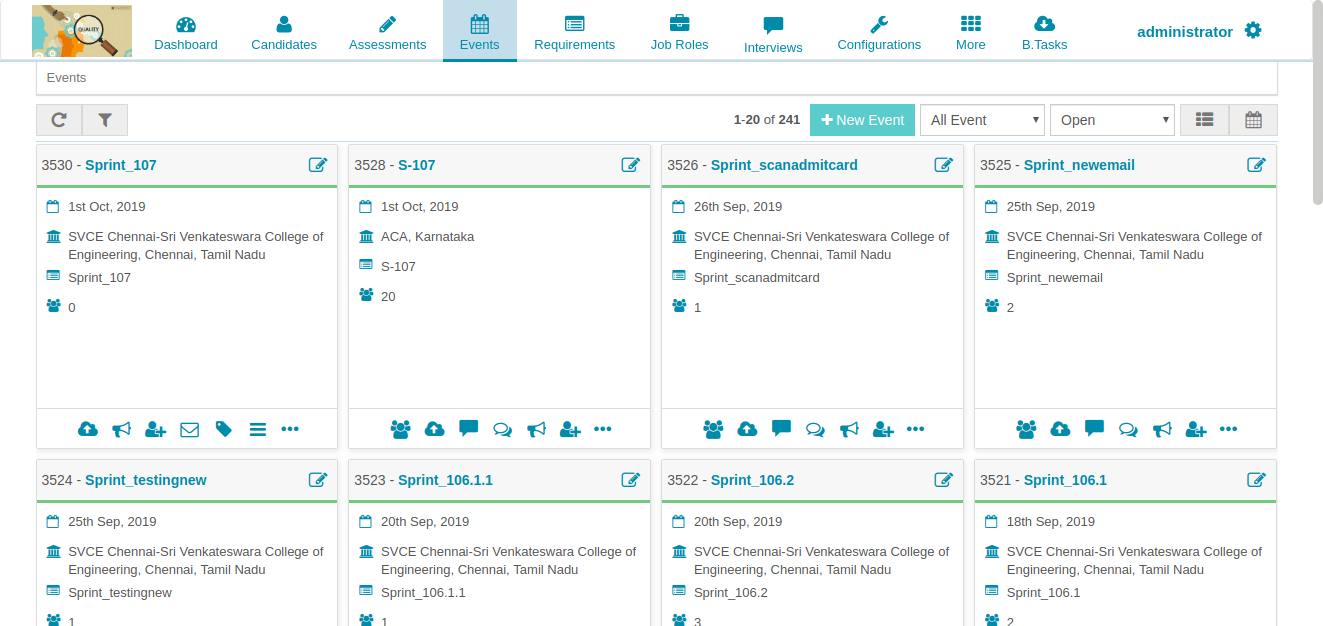 QUALITY
Dashboard
Candidates
Assessments
Events
Requirements
Job Roles
Interviews
Configurations
More
B.Tasks
administrator
Events
1-20 of 241
New Event
All Event
Open
3530 - Sprint_107
1st Oct, 2019
SVCE Chennai-Sri Venkateswara College of
Engineering, Chennai, Tamil Nadu
Sprint_107
0
3528 - S-107
1st Oct, 2019
ACA, Karnataka
S-107
20
3526 - Sprint_scanadmitcard
26th Sep, 2019
SVCE Chennai-Sri Venkateswara College of
Engineering, Chennai, Tamil Nadu
Sprint_scanadmitcard
1
3525 - Sprint_newemail
25th Sep, 2019
SVCE Chennai-Sri Venkateswara College of
Engineering, Chennai, Tamil Nadu
Sprint_newemail
2
3524 - Sprint_testingnew
25th Sep, 2019
SVCE Chennai-Sri Venkateswara College of
Engineering, Chennai, Tamil Nadu
Sprint_testingnew
1
3523 - Sprint_106.1.1
20th Sep, 2019
SVCE Chennai-Sri Venkateswara College of
Engineering, Chennai, Tamil Nadu
Sprint_106.1.1
1
3522 - Sprint_106.2
20th Sep, 2019
SVCE Chennai-Sri Venkateswara College of
Engineering, Chennai, Tamil Nadu
Sprint_106.2
3
3521 - Sprint_106.1
18th Sep, 2019
SVCE Chennai-Sri Venkateswara College of
Engineering, Chennai, Tamil Nadu
Sprint_106.1
2